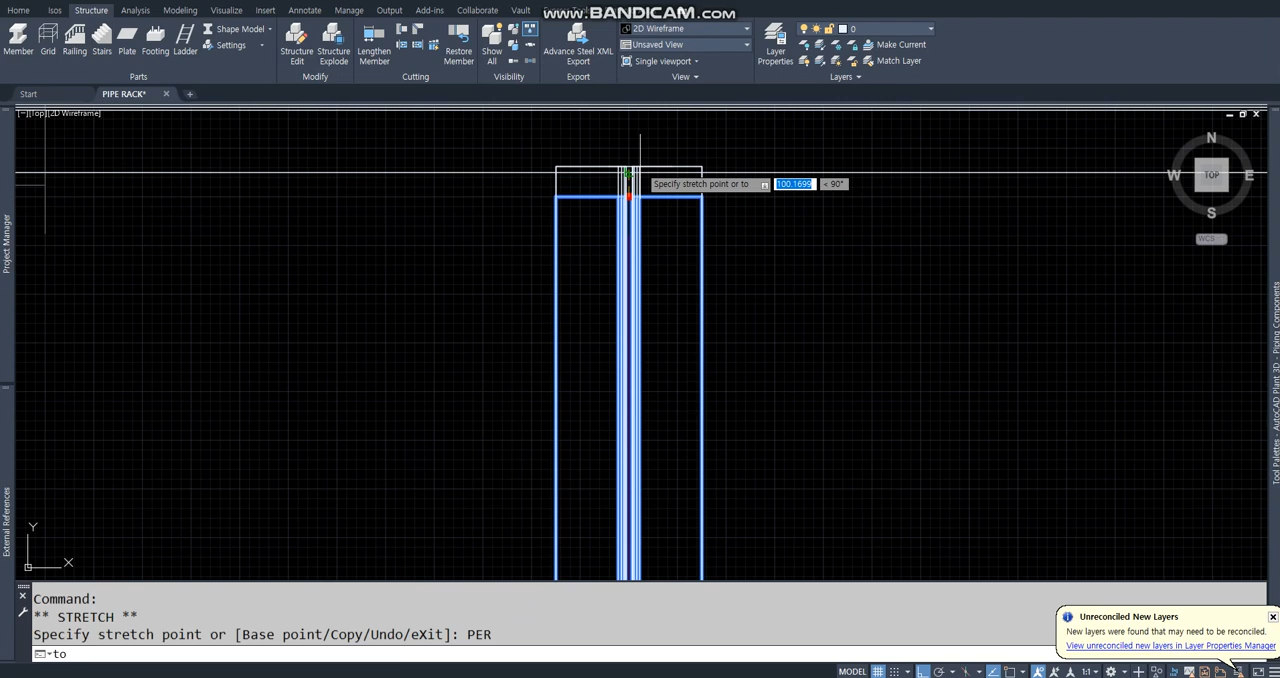 Home Isos Structure Analysis Modeling Visualize Insert Annotate Manage Output Add-ins Collaborate Vault
www.BANDICAM.com
Member Grid Railing Stairs Plate Footing Ladder
Shape Model
Settings
Structure Edit
Structure Explode
Lengthen Member
Restore Member
Show All
Advance Steel XML Export
2D Wireframe
Unsaved View
Single viewport
Layer Properties
0
Make Current
Match Layer
Parts Modify Cutting Visibility Export View Layers
Start PIPE RACK*
[−][Top][2D Wireframe]
N
W TOP E
S
WCS
Specify stretch point or to 100.1699 < 90°
Project Manager
External References
Tool Palettes - AutoCAD Plant 3D - Piping Components
Y
X
Command:
** STRETCH **
Specify stretch point or [Base point/Copy/Undo/eXit]: PER
to
Unreconciled New Layers
New layers were found that may need to be reconciled.
View unreconciled new layers in Layer Properties Manager
MODEL 1:1